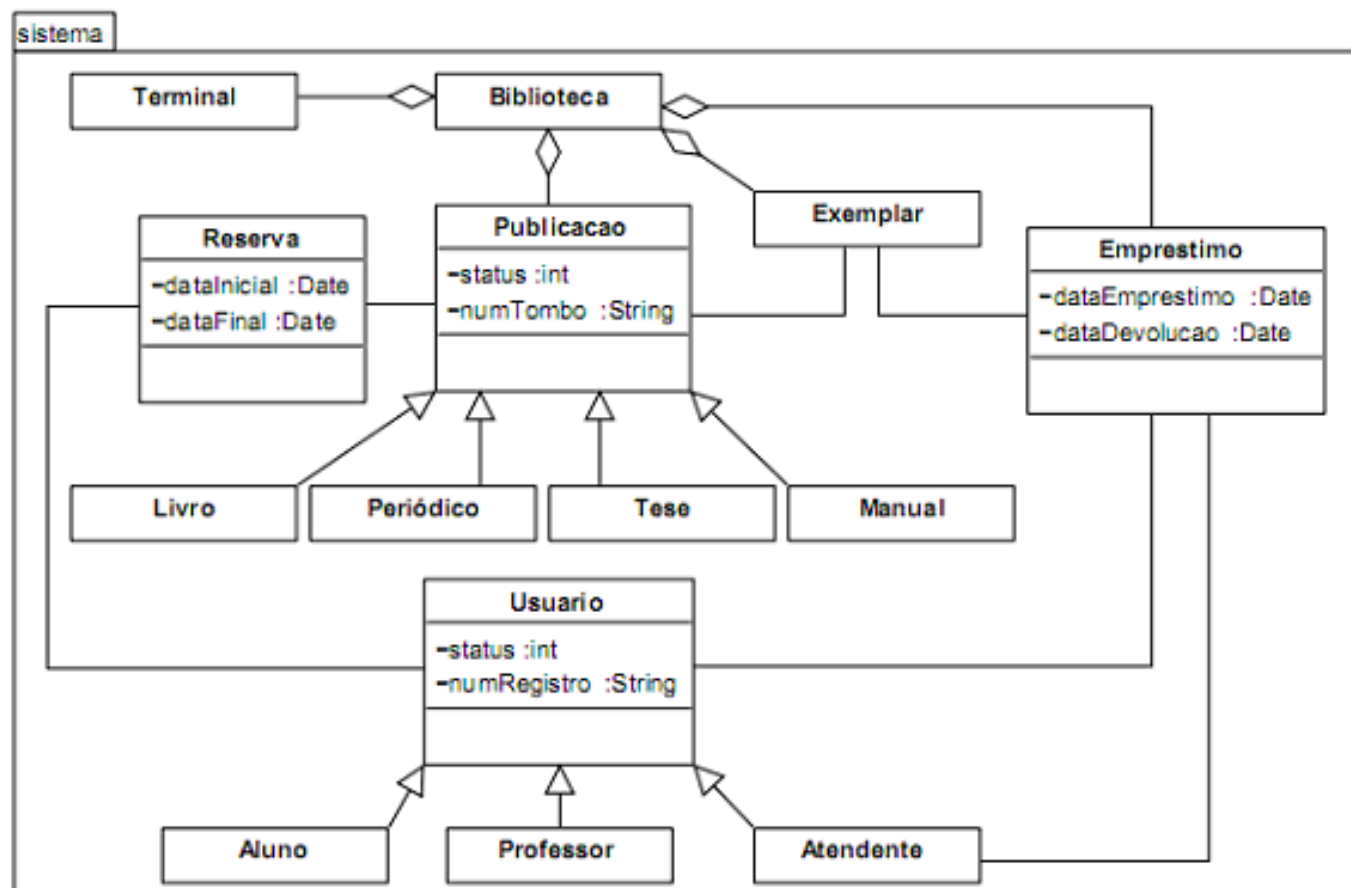 sistema
Terminal
Biblioteca
Exemplar
Publicacao
-status :int
-numTombo :String
Reserva
-dataInicial :Date
-dataFinal :Date
Emprestimo
-dataEmprestimo :Date
-dataDevolucao :Date
Livro
Periódico
Tese
Manual
Usuario
-status :int
-numRegistro :String
Aluno
Professor
Atendente